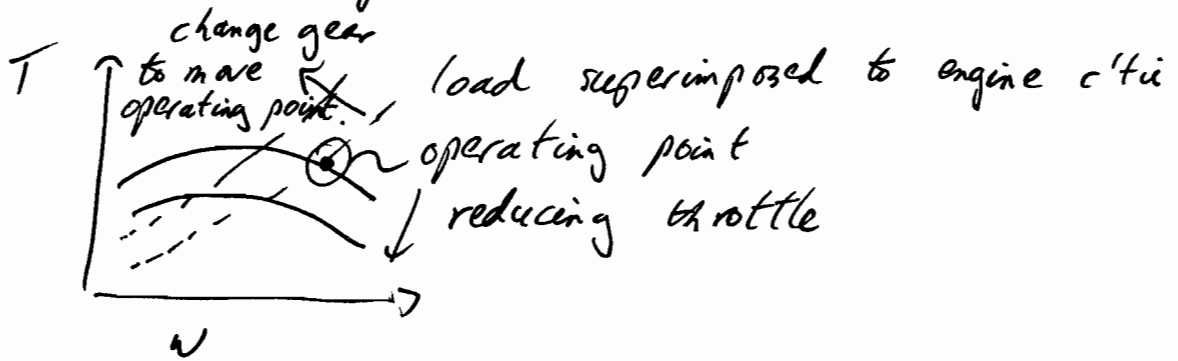 change gear
to move
operating point.
T
load superimposed to engine c'tic
operating point
reducing throttle
ω